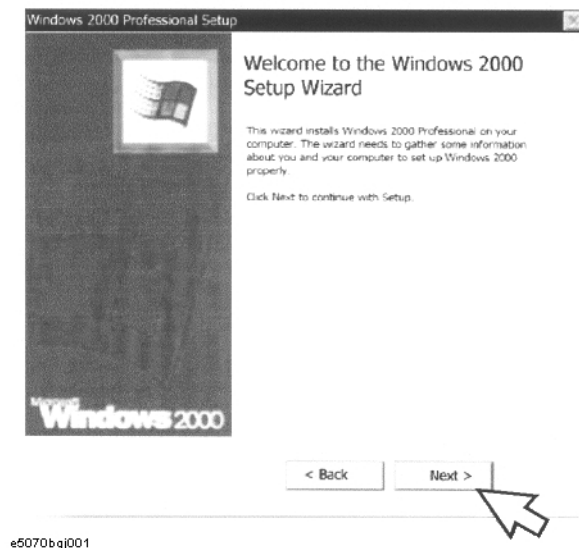 Windows 2000 Professional Setup
Welcome to the Windows 2000
Setup Wizard
This wizard installs Windows 2000 Professional on your
computer. The wizard needs to gather some information
about you and your computer to set up Windows 2000
properly.
Click Next to continue with Setup.
Microsoft
Windows 2000
< Back
Next >
e5070bqj001